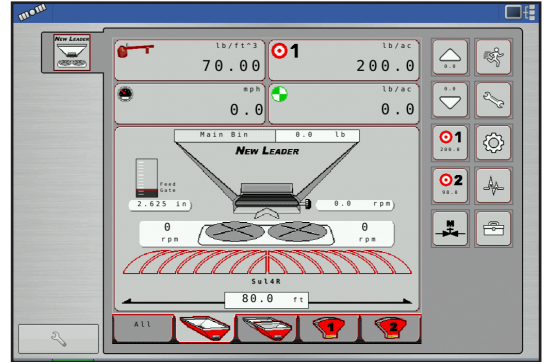 NEW LEADER
lb/ft^3
70.00
1
lb/ac
200.0
mph
0.0
lb/ac
0.0
0.0
0.0
1
200.0
2
90.0
M
Main Bin 0.0 lb
NEW LEADER
Feed
Gate
2.625 in
0.0 rpm
0
rpm
0
rpm
Sul4R
80.0 ft
All
1
2